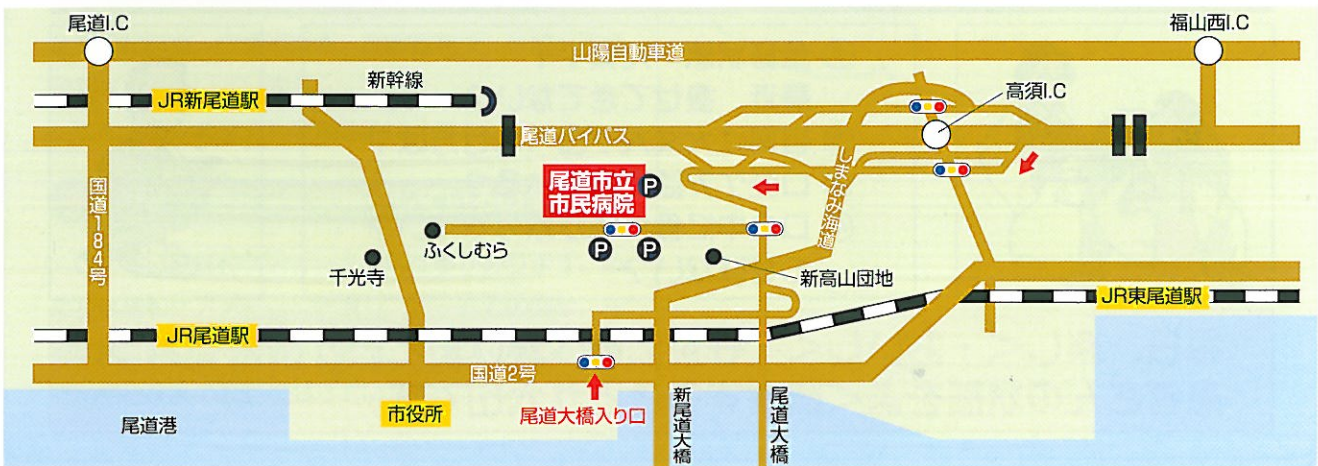 尾道I.C
福山西I.C
山陽自動車道
新幹線
高須I.C
JR新尾道駅
尾道バイパス
しまなみ海道
尾道市立
市民病院
P
国道184号
ふくしむら
P
P
千光寺
新高山団地
JR東尾道駅
JR尾道駅
国道2号
市役所
尾道大橋入り口
新尾道大橋
尾道大橋
尾道港